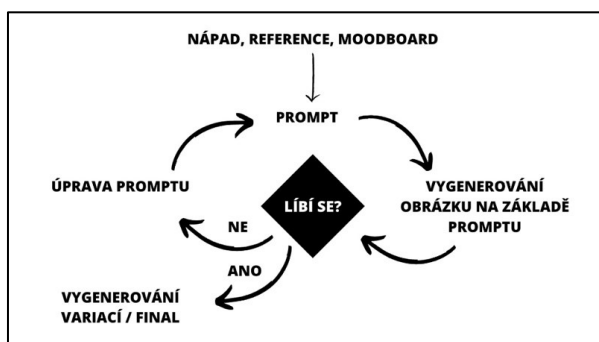 NÁPAD, REFERENCE, MOODBOARD
PROMPT
ÚPRAVA PROMPTU
LÍBÍ SE?
VYGENEROVÁNÍ
OBRÁZKU NA ZÁKLADĚ
PROMPTU
NE
ANO
VYGENEROVÁNÍ
VARIACÍ / FINAL